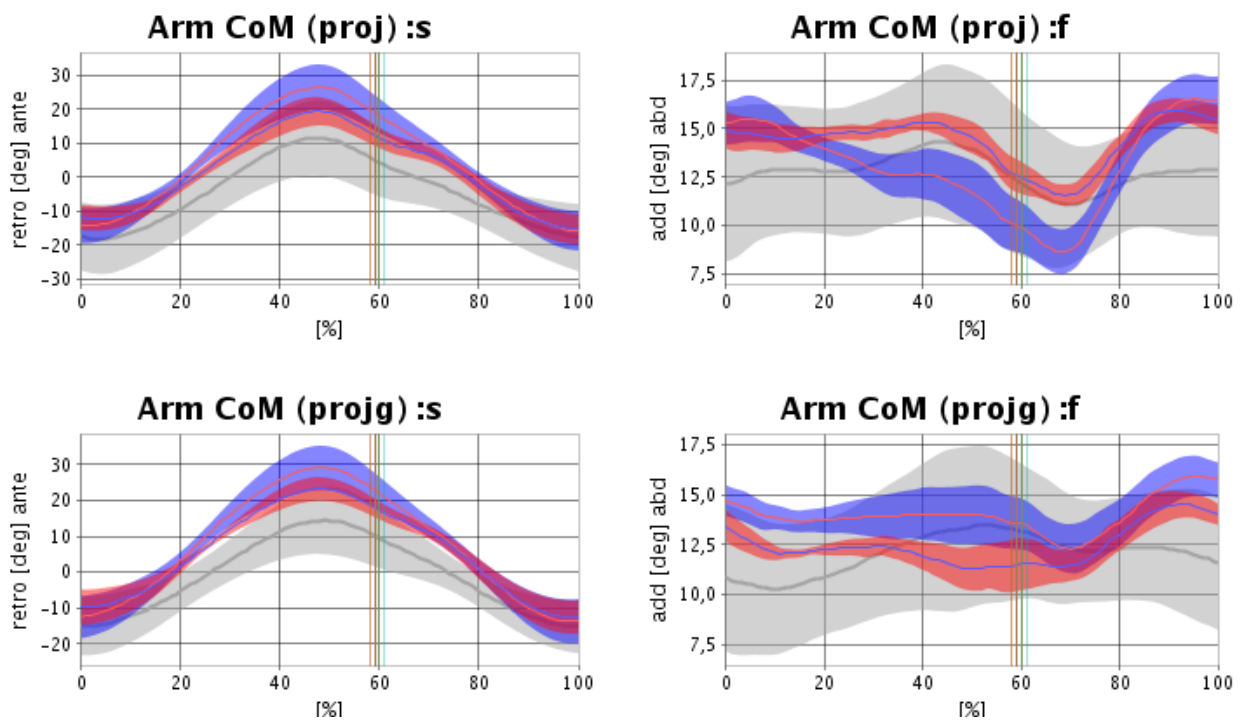 Arm CoM (proj) :s
retro [deg] ante
30
20
10
0
−10
−20
−30
0 20 40 60 80 100
[%]
Arm CoM (proj) :f
add [deg] abd
17,5
15,0
12,5
10,0
7,5
0 20 40 60 80 100
[%]
Arm CoM (projg) :s
retro [deg] ante
30
20
10
0
−10
−20
0 20 40 60 80 100
[%]
Arm CoM (projg) :f
add [deg] abd
17,5
15,0
12,5
10,0
7,5
0 20 40 60 80 100
[%]